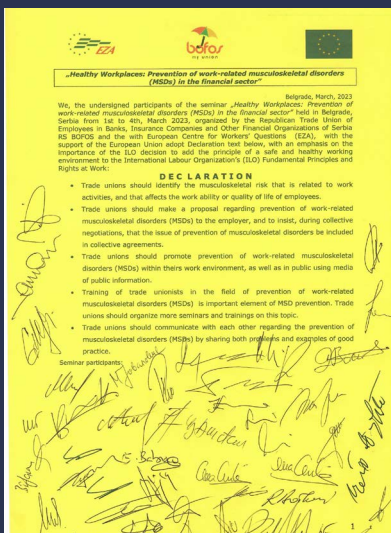 EZA
bofos
my union
„Healthy Workplaces: Prevention of work-related musculoskeletal disorders
(MSDs) in the financial sector"
Belgrade, March, 2023
We, the undersigned participants of the seminar „Healthy Workplaces: Prevention of
work-related musculoskeletal disorders (MSDs) in the financial sector" held in Belgrade,
Serbia from 1st to 4th, March 2023, organized by the Republican Trade Union of
Employees in Banks, Insurance Companies and Other Financial Organizations of Serbia
RS BOFOS and the with European Centre for Workers' Questions (EZA), with the
support of the European Union adopt Declaration text below, with an emphasis on the
importance of the ILO decision to add the principle of a safe and healthy working
environment to the International Labour Organization's (ILO) Fundamental Principles and
Rights at Work:
DECLARATION
• Trade unions should identify the musculoskeletal risk that is related to work
activities, and that affects the work ability or quality of life of employees.
• Trade unions should make a proposal regarding prevention of work-related
musculoskeletal disorders (MSDs) to the employer, and to insist, during collective
negotiations, that the issue of prevention of musculoskeletal disorders be included
in collective agreements.
• Trade unions should promote prevention of work-related musculoskeletal
disorders (MSDs) within theirs work environment, as well as in public using media
of public information.
• Training of trade unionists in the field of prevention of work-related
musculoskeletal disorders (MSDs) is important element of MSD prevention. Trade
unions should organize more seminars and trainings on this topic.
• Trade unions should communicate with each other regarding the prevention of
musculoskeletal disorders (MSDs) by sharing both problems and examples of good
practice.
Seminar participants:
1